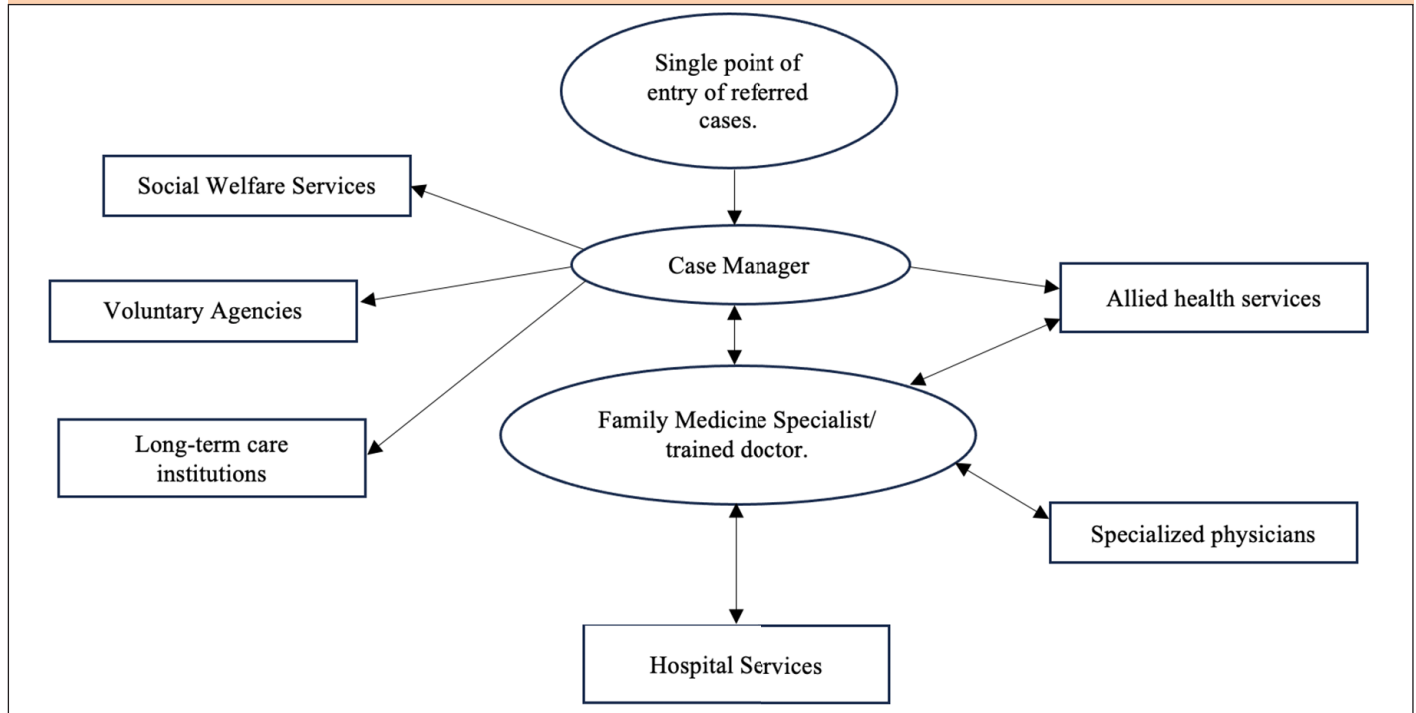 Single point of
entry of referred
cases.
Social Welfare Services
Case Manager
Allied health services
Voluntary Agencies
Family Medicine Specialist/
trained doctor.
Long-term care
institutions
Specialized physicians
Hospital Services